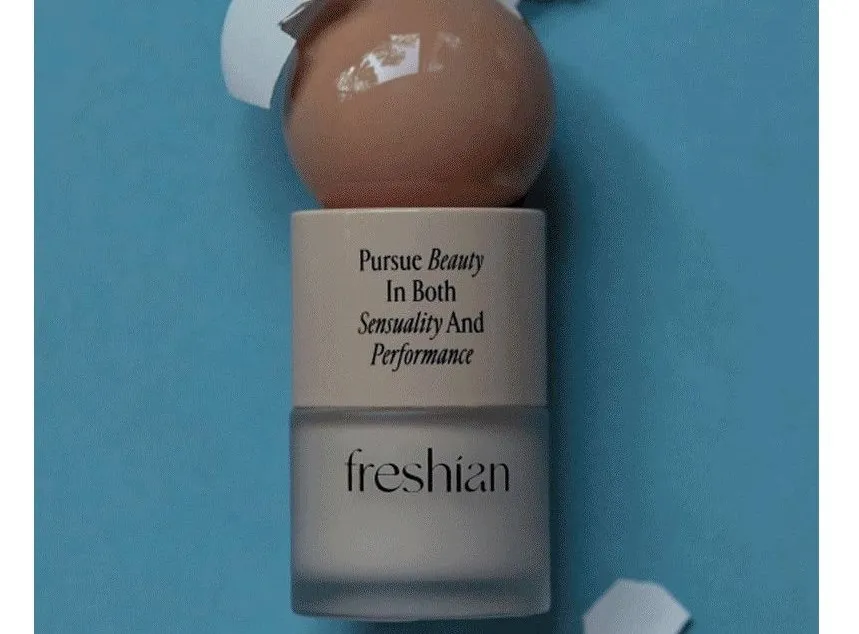 Pursue Beauty
In Both
Sensuality And
Performance
freshian